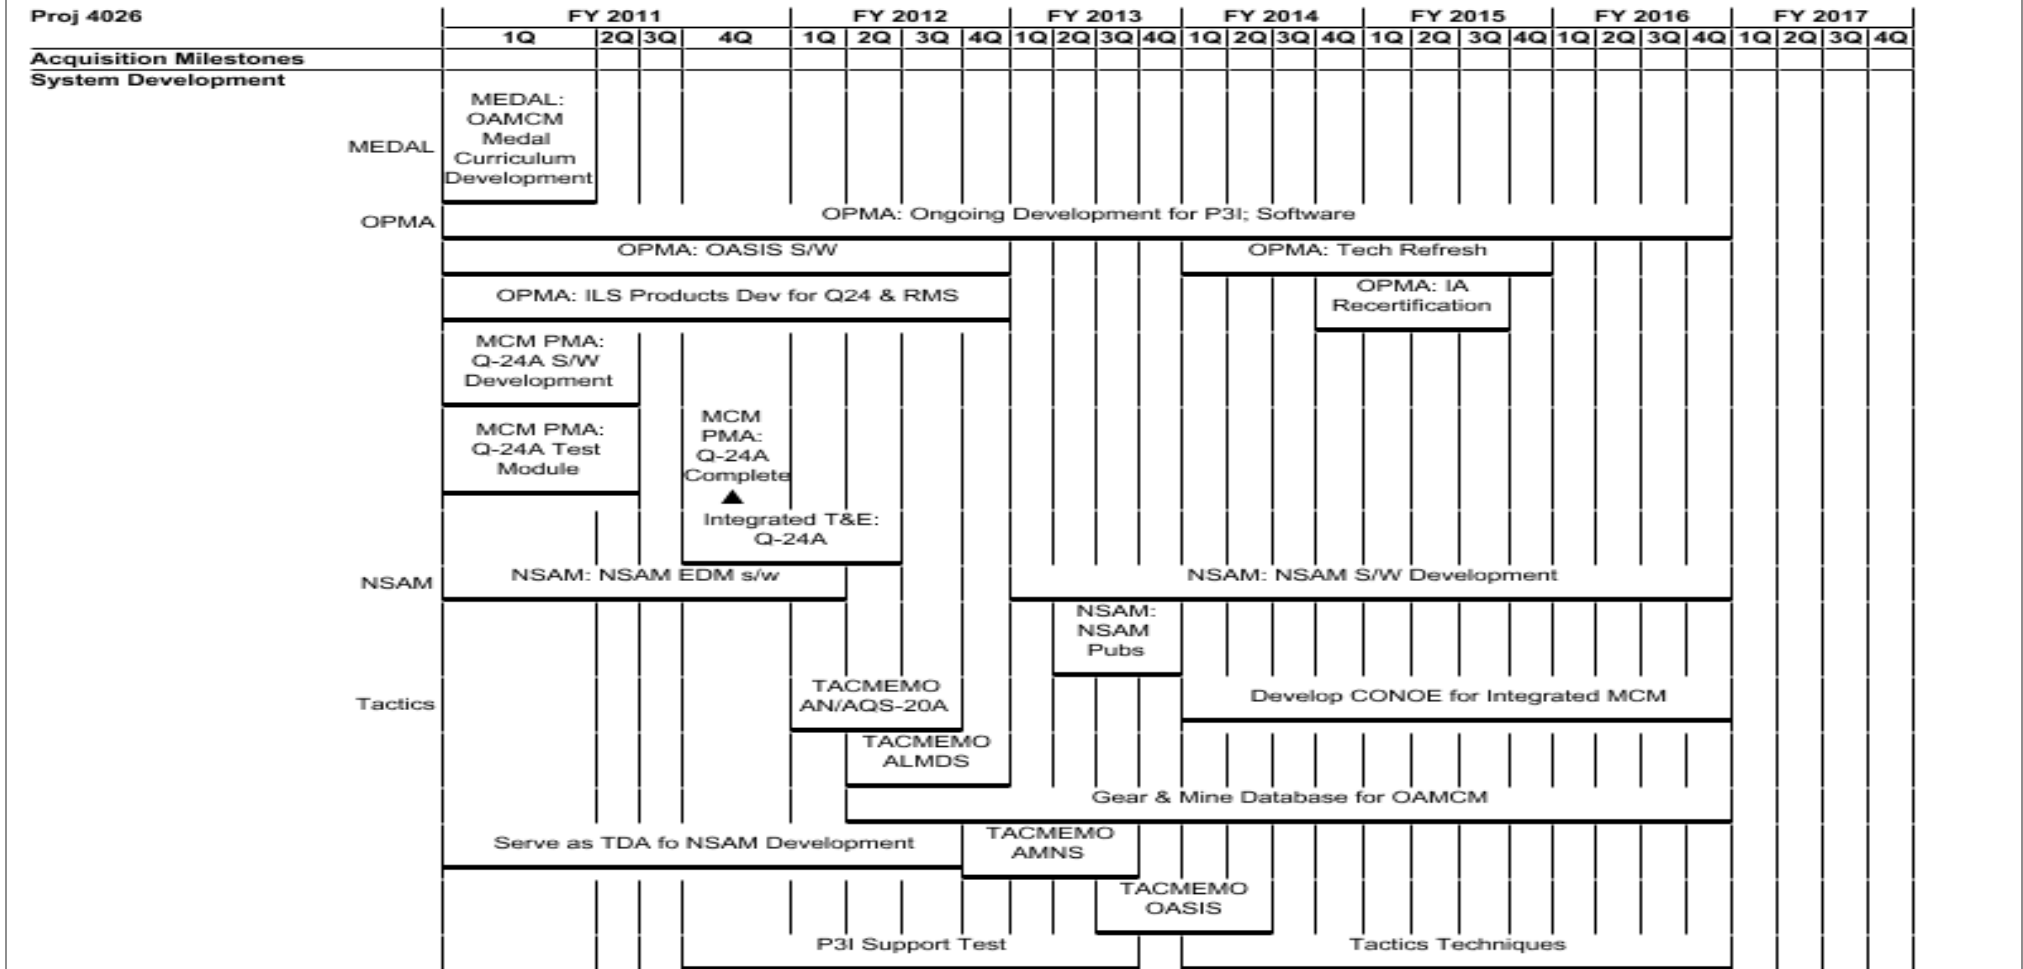 Proj 4026 FY 2011 FY 2012 FY 2013 FY 2014 FY 2015 FY 2016 FY 2017
1Q 2Q 3Q 4Q 1Q 2Q 3Q 4Q 1Q 2Q 3Q 4Q 1Q 2Q 3Q 4Q 1Q 2Q 3Q 4Q 1Q 2Q 3Q 4Q 1Q 2Q 3Q 4Q
Acquisition Milestones
System Development
MEDAL
MEDAL:
OAMCM
Medal
Curriculum
Development
OPMA
OPMA: Ongoing Development for P3I; Software
OPMA: OASIS S/W
OPMA: Tech Refresh
OPMA: ILS Products Dev for Q24 & RMS
OPMA: IA
Recertification
MCM PMA:
Q-24A S/W
Development
MCM PMA:
Q-24A Test
Module
MCM
PMA:
Q-24A
Complete
Integrated T&E:
Q-24A
NSAM
NSAM: NSAM EDM s/w
NSAM: NSAM S/W Development
NSAM:
NSAM
Pubs
Tactics
TACMEMO
AN/AQS-20A
Develop CONOE for Integrated MCM
TACMEMO
ALMDS
Gear & Mine Database for OAMCM
Serve as TDA fo NSAM Development
TACMEMO
AMNS
TACMEMO
OASIS
P3I Support Test
Tactics Techniques